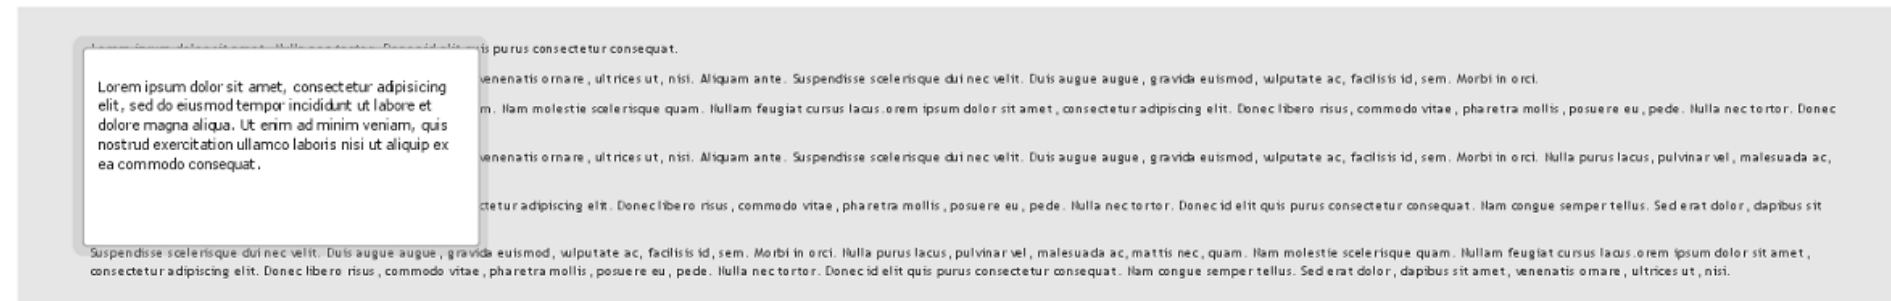 is purus consectetur consequat.
Lorem ipsum dolor sit amet, consectetur adipisicing
elit, sed do eiusmod tempor incididunt ut labore et
dolore magna aliqua. Ut enim ad minim veniam, quis
nostrud exercitation ullamco laboris nisi ut aliquip ex
ea commodo consequat.
venenatis ornare, ultrices ut, nisi. Aliquam ante. Suspendisse scelerisque dui nec velit. Duis augue augue, gravida euismod, vulputate ac, facilisis id, sem. Morbi in orci.
m. Nam molestie scelerisque quam. Nullam feugiat cursus lacus.orem ipsum dolor sit amet, consectetur adipiscing elit. Donec libero risus, commodo vitae, pharetra mollis, posuere eu, pede. Nulla nec tortor. Donec
venenatis ornare, ultrices ut, nisi. Aliquam ante. Suspendisse scelerisque dui nec velit. Duis augue augue, gravida euismod, vulputate ac, facilisis id, sem. Morbi in orci. Nulla purus lacus, pulvinar vel, malesuada ac,
ctetur adipiscing elit. Donec libero risus, commodo vitae, pharetra mollis, posuere eu, pede. Nulla nec tortor. Donec id elit quis purus consectetur consequat. Nam congue semper tellus. Sed erat dolor, dapibus sit
Suspendisse scelerisque dui nec velit. Duis augue augue, gravida euismod, vulputate ac, facilisis id, sem. Morbi in orci. Nulla purus lacus, pulvinar vel, malesuada ac, mattis nec, quam. Nam molestie scelerisque quam. Nullam feugiat cursus lacus.orem ipsum dolor sit amet,
consectetur adipiscing elit. Donec libero risus, commodo vitae, pharetra mollis, posuere eu, pede. Nulla nec tortor. Donec id elit quis purus consectetur consequat. Nam congue semper tellus. Sed erat dolor, dapibus sit amet, venenatis ornare, ultrices ut, nisi.